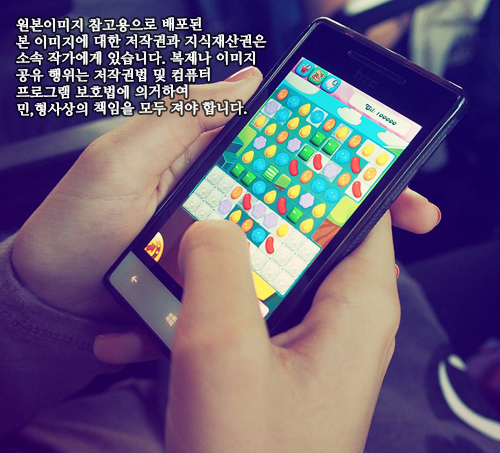 원본이미지 참고용으로 배포된
본 이미지에 대한 저작권과 지식재산권은
소속 작가에게 있습니다. 복제나 이미지
공유 행위는 저작권법 및 컴퓨터
프로그램 보호법에 의거하여
민,형사상의 책임을 모두 져야 합니다.